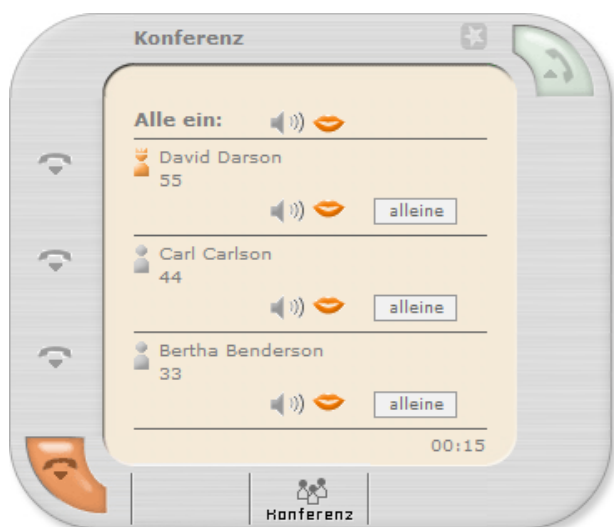 Konferenz
Alle ein:
David Darson
55
alleine
Carl Carlson
44
alleine
Bertha Benderson
33
alleine
00:15
Konferenz